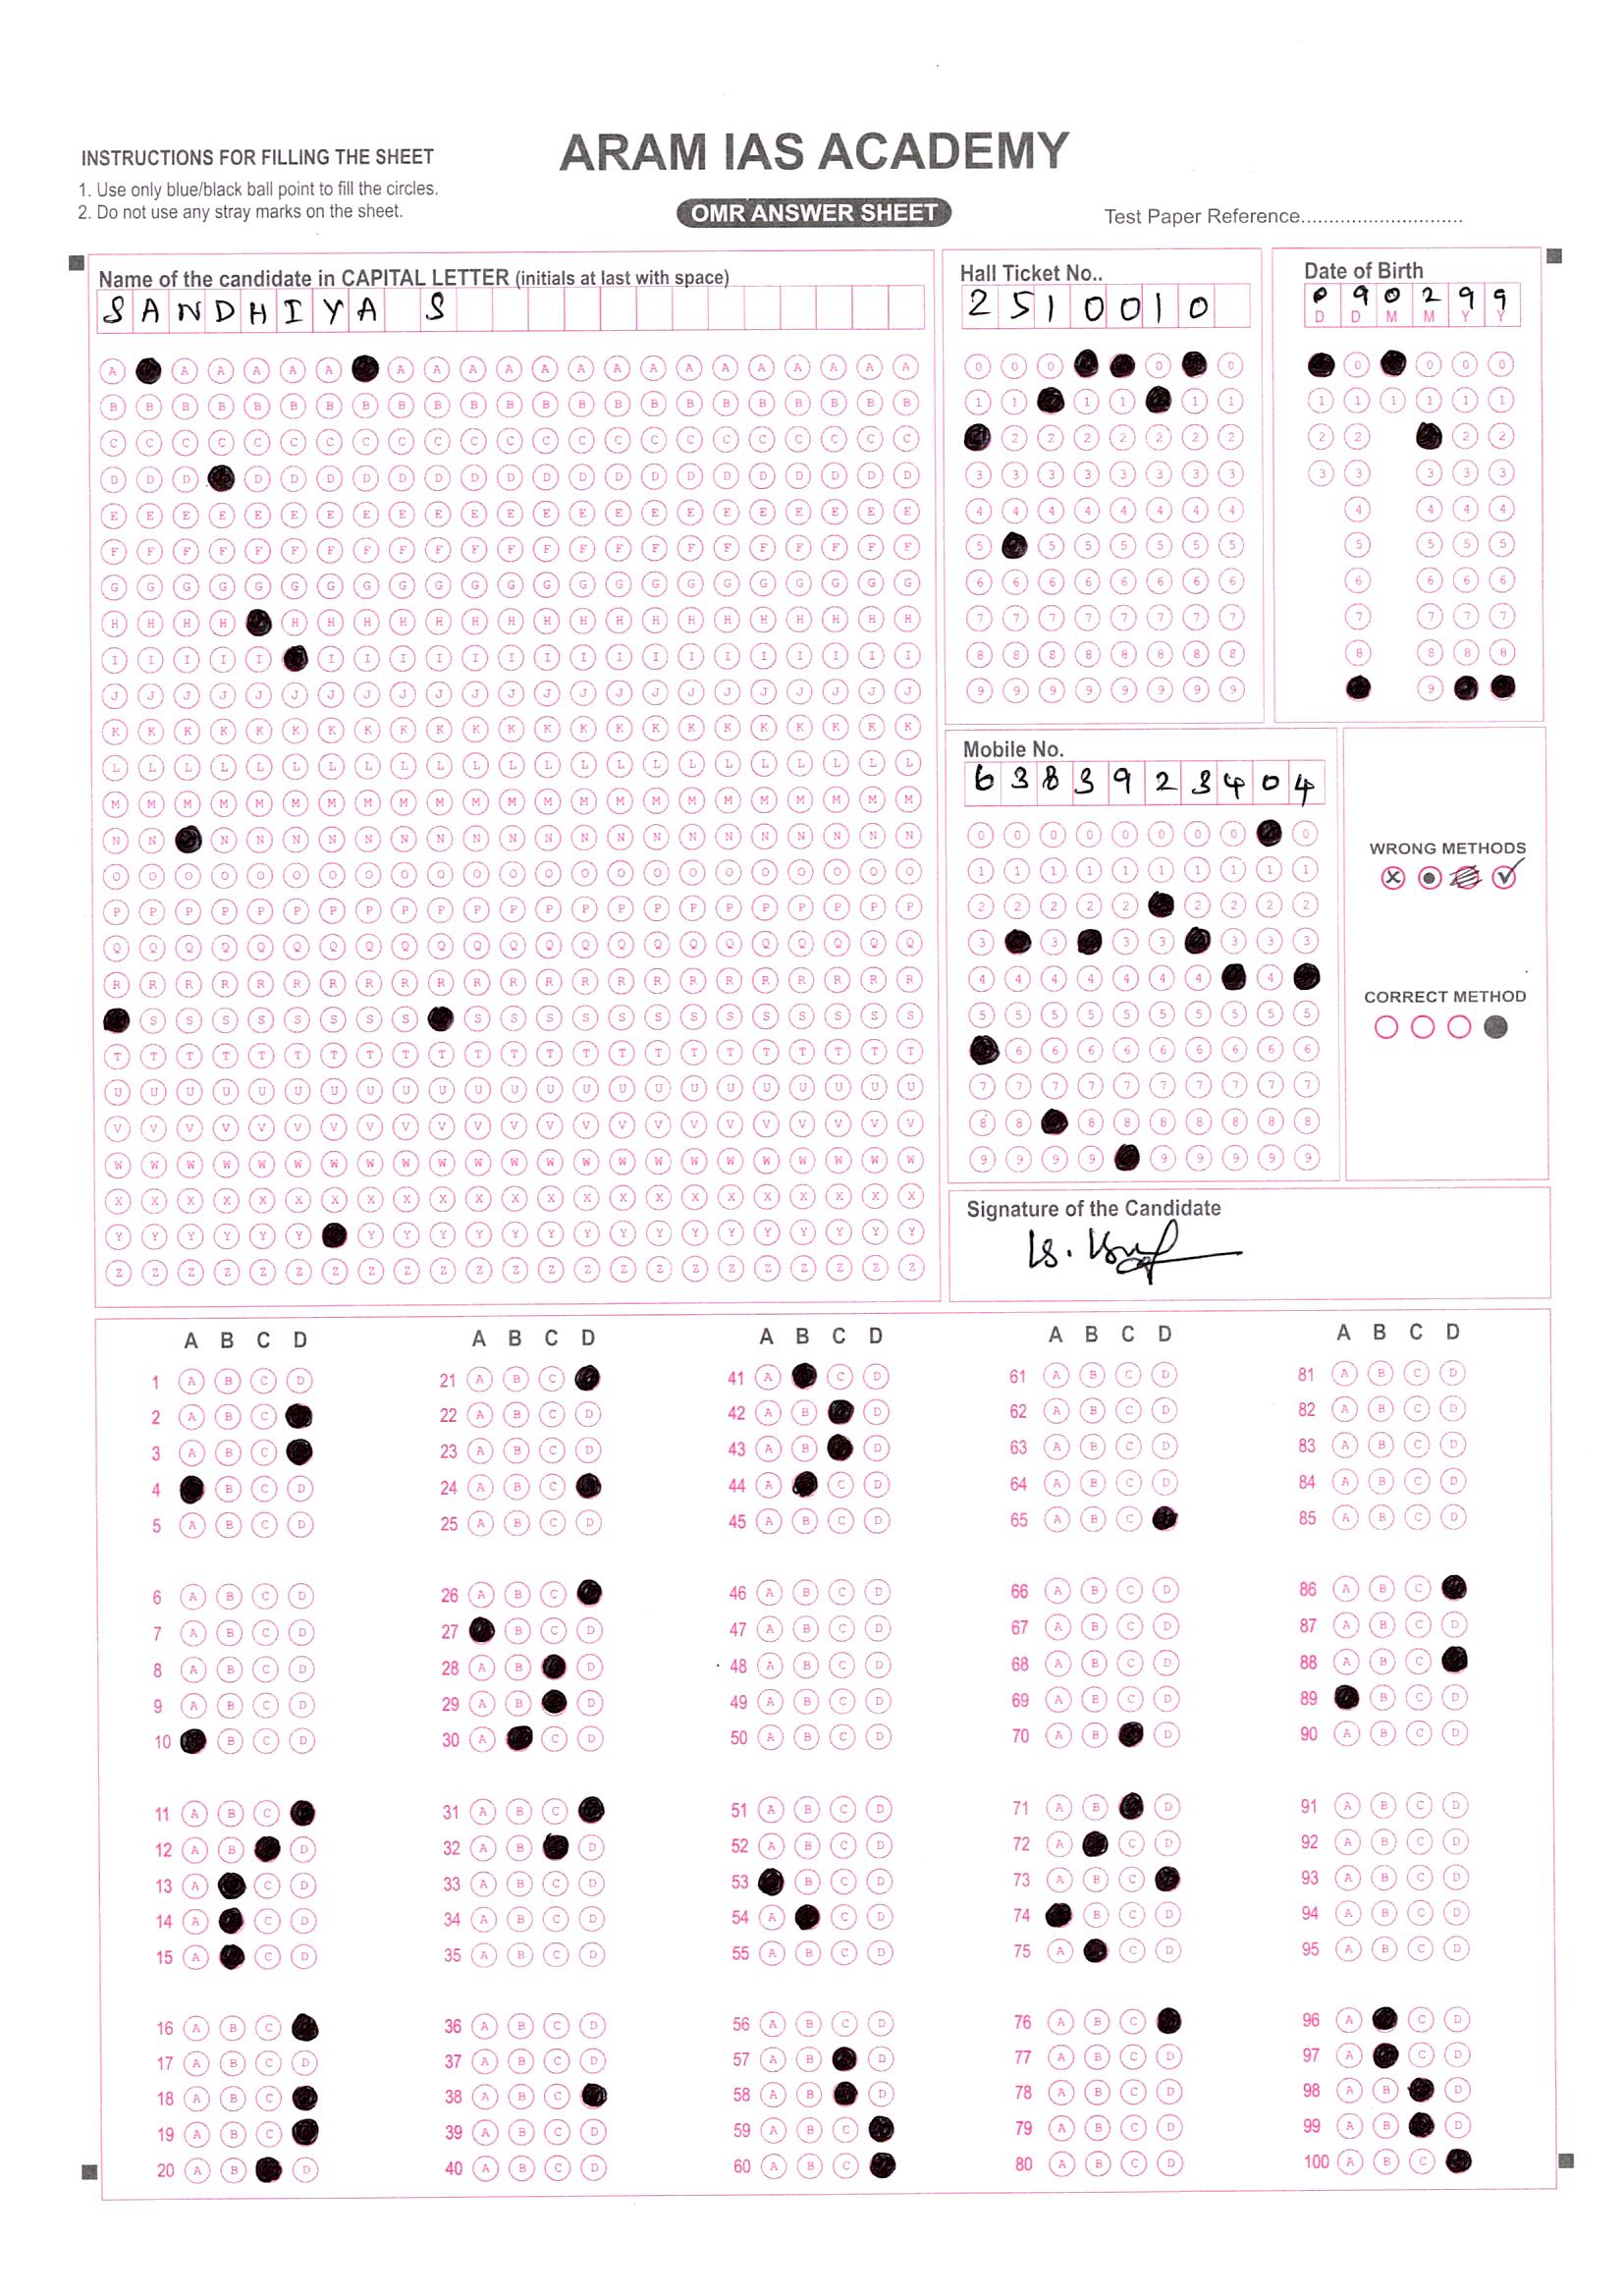 ARAM IAS ACADEMY
INSTRUCTIONS FOR FILLING THE SHEET
1. Use only blue/black ball point to fill the circles.
2. Do not use any stray marks on the sheet.
OMR ANSWER SHEET
Test Paper Reference.............................
Name of the candidate in CAPITAL LETTER (initials at last with space)
SANDHIYA S
Hall Ticket No..
2510010
Date of Birth
090299
D D M M Y Y
Mobile No.
6383923404
WRONG METHODS
CORRECT METHOD
Signature of the Candidate
A B C D A B C D A B C D A B C D A B C D
1 21 41 61 81
2 22 42 62 82
3 23 43 63 83
4 24 44 64 84
5 25 45 65 85
6 26 46 66 86
7 27 47 67 87
8 28 48 68 88
9 29 49 69 89
10 30 50 70 90
11 31 51 71 91
12 32 52 72 92
13 33 53 73 93
14 34 54 74 94
15 35 55 75 95
16 36 56 76 96
17 37 57 77 97
18 38 58 78 98
19 39 59 79 99
20 40 60 80 100